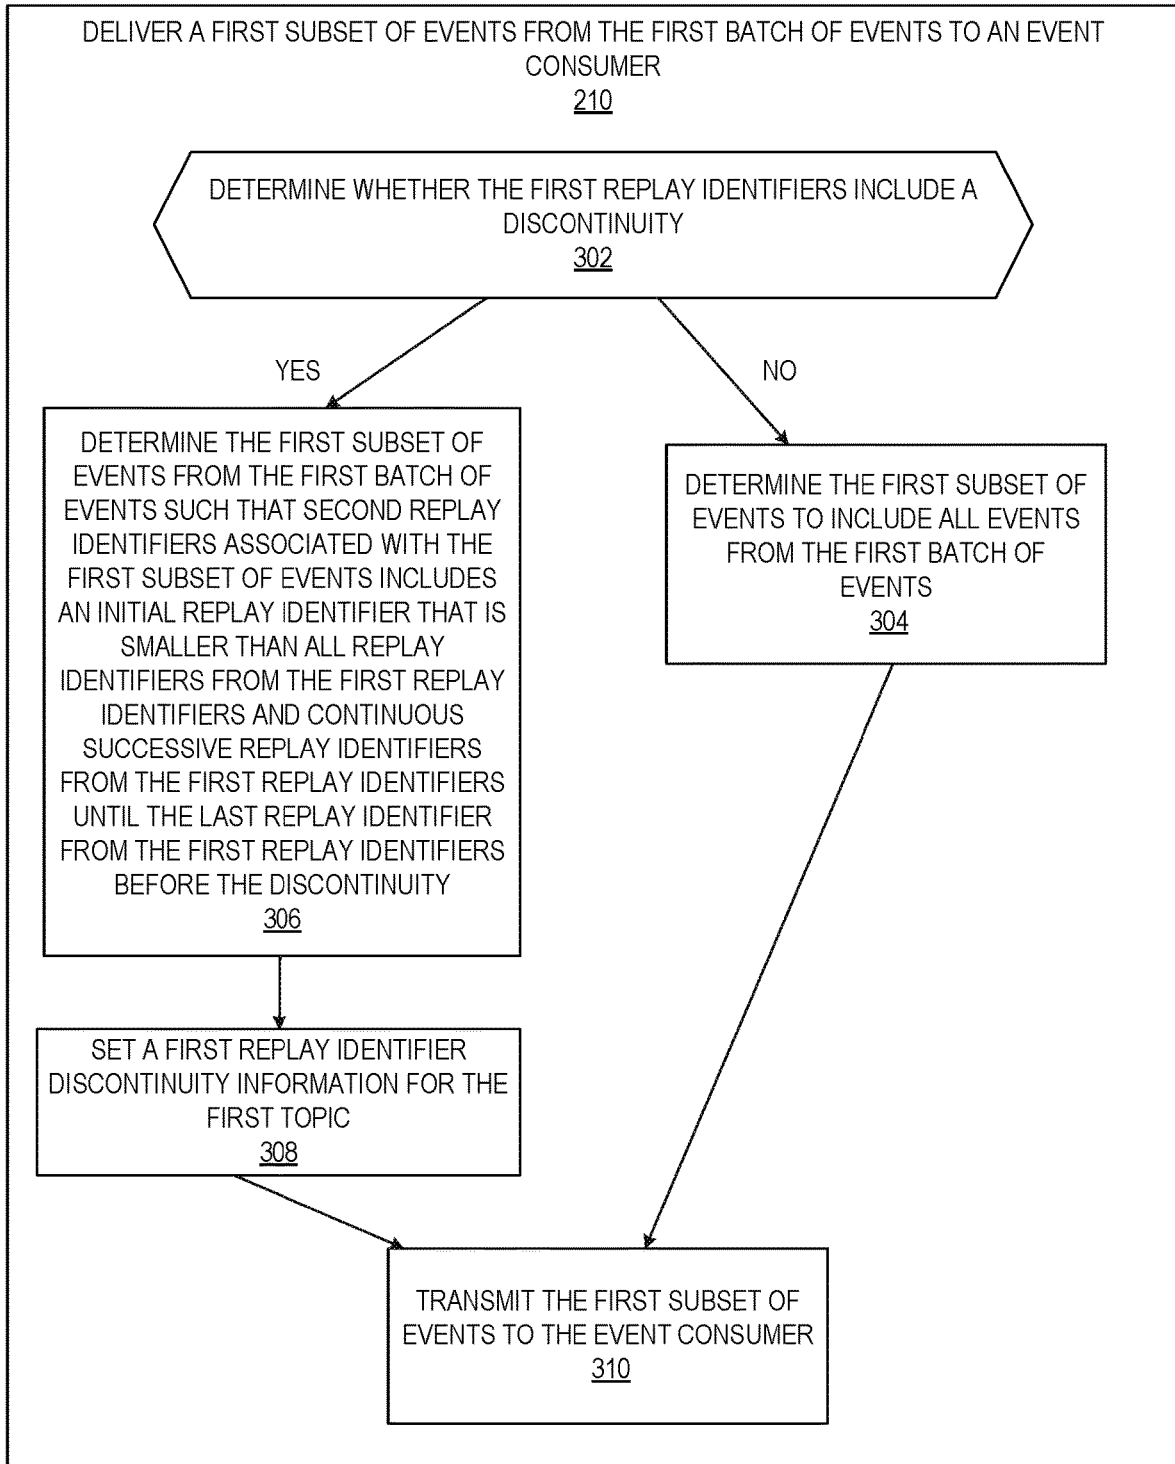 DELIVER A FIRST SUBSET OF EVENTS FROM THE FIRST BATCH OF EVENTS TO AN EVENT
CONSUMER
210
DETERMINE WHETHER THE FIRST REPLAY IDENTIFIERS INCLUDE A
DISCONTINUITY
302
YES
NO
DETERMINE THE FIRST SUBSET OF
EVENTS FROM THE FIRST BATCH OF
EVENTS SUCH THAT SECOND REPLAY
IDENTIFIERS ASSOCIATED WITH THE
FIRST SUBSET OF EVENTS INCLUDES
AN INITIAL REPLAY IDENTIFIER THAT IS
SMALLER THAN ALL REPLAY
IDENTIFIERS FROM THE FIRST REPLAY
IDENTIFIERS AND CONTINUOUS
SUCCESSIVE REPLAY IDENTIFIERS
FROM THE FIRST REPLAY IDENTIFIERS
UNTIL THE LAST REPLAY IDENTIFIER
FROM THE FIRST REPLAY IDENTIFIERS
BEFORE THE DISCONTINUITY
306
DETERMINE THE FIRST SUBSET OF
EVENTS TO INCLUDE ALL EVENTS
FROM THE FIRST BATCH OF
EVENTS
304
SET A FIRST REPLAY IDENTIFIER
DISCONTINUITY INFORMATION FOR THE
FIRST TOPIC
308
TRANSMIT THE FIRST SUBSET OF
EVENTS TO THE EVENT CONSUMER
310